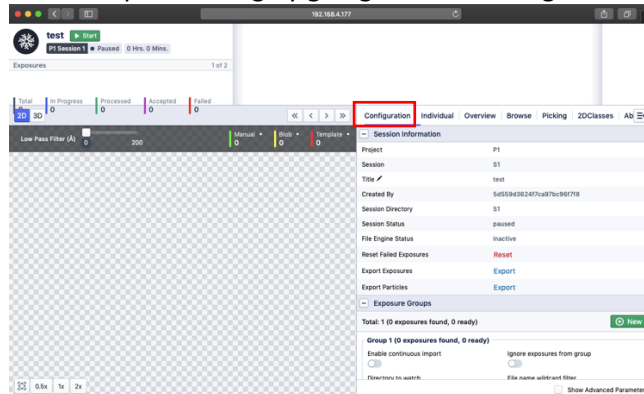 192.168.4.177
test Start
P1 Session 1 Paused 0 Hrs. 0 Mins.
Exposures 1 of 2
Total In Progress Processed Accepted Failed
0 0 0 0 0
2D 3D
Low Pass Filter (Å) 0 200
Manual Blob Template
0 0 0
0.5x 1x 2x
Configuration Individual Overview Browse Picking 2DClasses Ab
Session Information
Project P1
Session S1
Title test
Created By 5d559d3624f7ca97bc96f7f8
Session Directory S1
Session Status paused
File Engine Status inactive
Reset Failed Exposures Reset
Export Exposures Export
Export Particles Export
Exposure Groups
Total: 1 (0 exposures found, 0 ready) New
Group 1 (0 exposures found, 0 ready)
Enable continuous import Ignore exposures from group
Directory to watch File name wildcard filter
Show Advanced Parameter